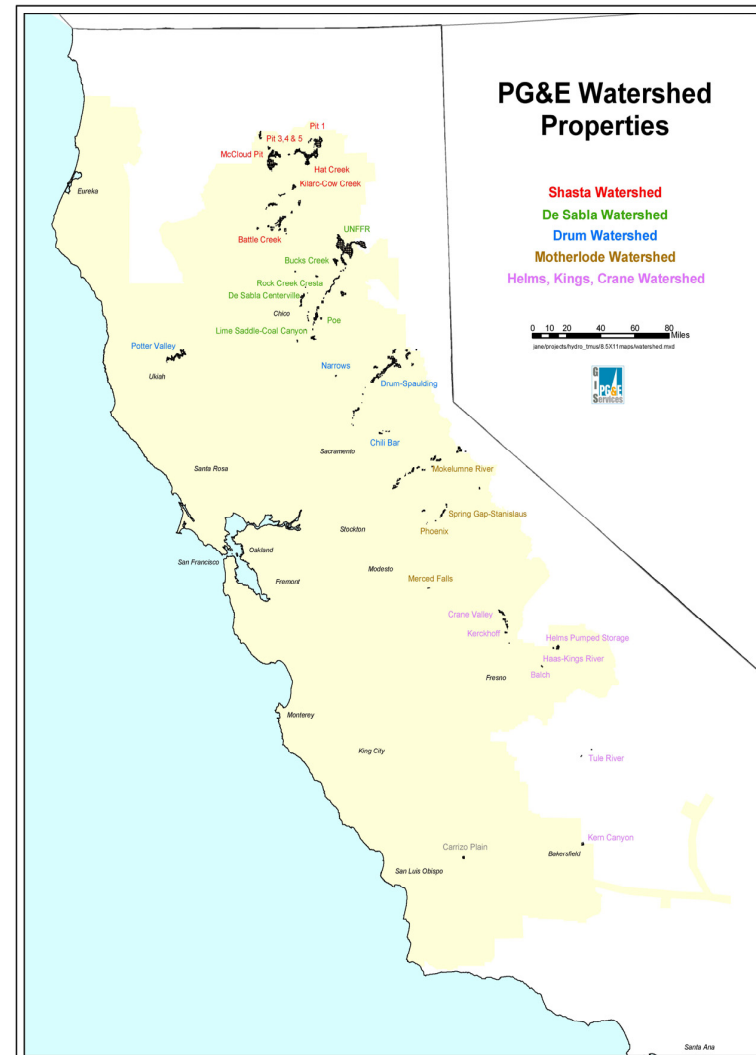 PG&E Watershed
Properties
Shasta Watershed
De Sabla Watershed
Drum Watershed
Motherlode Watershed
Helms, Kings, Crane Watershed
0 10 20 40 60 80
Miles
jane/projects/hydro_tmus/8.5X11maps/watershed.mxd
GIS
PG&E
Services
Pit 1
Pit 3,4 & 5
McCloud Pit
Hat Creek
Kilarc-Cow Creek
Eureka
Battle Creek
UNFFR
Bucks Creek
Rock Creek Cresta
De Sabla Centerville
Chico
Poe
Lime Saddle-Coal Canyon
Potter Valley
Ukiah
Narrows
Drum-Spaulding
Chili Bar
Sacramento
Santa Rosa
Mokelumne River
Spring Gap-Stanislaus
Stockton
Phoenix
Oakland
San Francisco
Modesto
Fremont
Merced Falls
Crane Valley
Kerckhoff
Helms Pumped Storage
Haas-Kings River
Balch
Fresno
Monterey
King City
Tule River
Kern Canyon
Carrizo Plain
Bakersfield
San Luis Obispo
Santa Ana